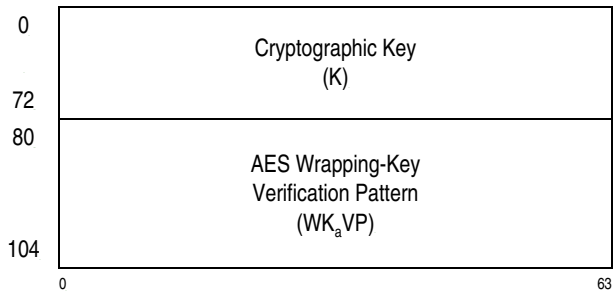 0
Cryptographic Key
(K)
72
80
AES Wrapping-Key
Verification Pattern
(WKaVP)
104
0 63